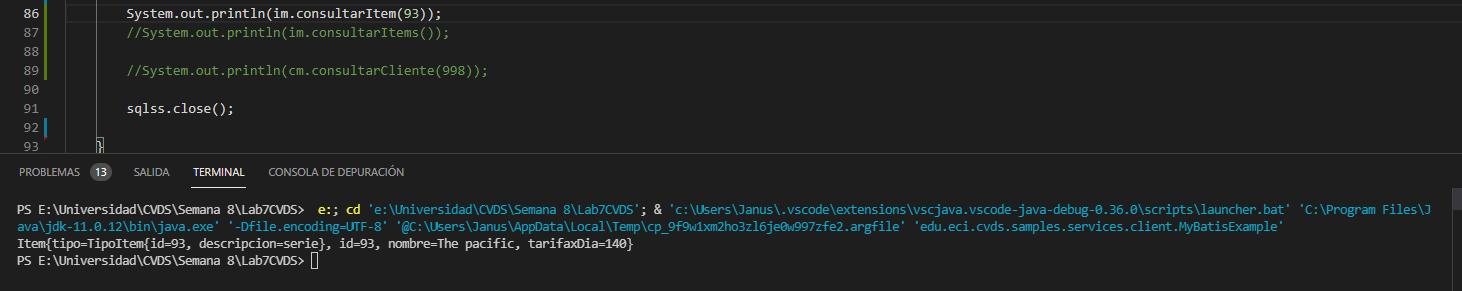 86 System.out.println(im.consultarItem(93));
87 //System.out.println(im.consultarItems());
88
89 //System.out.println(cm.consultarCliente(998));
90
91 sqlss.close();
92
93 }
PROBLEMAS 13 SALIDA TERMINAL CONSOLA DE DEPURACIÓN
PS E:\Universidad\CVDS\Semana 8\Lab7CVDS> e:; cd 'e:\Universidad\CVDS\Semana 8\Lab7CVDS'; & 'c:\Users\Janus\.vscode\extensions\vscjava.vscode-java-debug-0.36.0\scripts\launcher.bat' 'C:\Program Files\J
ava\jdk-11.0.12\bin\java.exe' '-Dfile.encoding=UTF-8' '@C:\Users\Janus\AppData\Local\Temp\cp_9f9w1xm2ho3zl6je0w997zfe2.argfile' 'edu.eci.cvds.samples.services.client.MyBatisExample'
Item{tipo=TipoItem{id=93, descripcion=serie}, id=93, nombre=The pacific, tarifaxDia=140}
PS E:\Universidad\CVDS\Semana 8\Lab7CVDS>